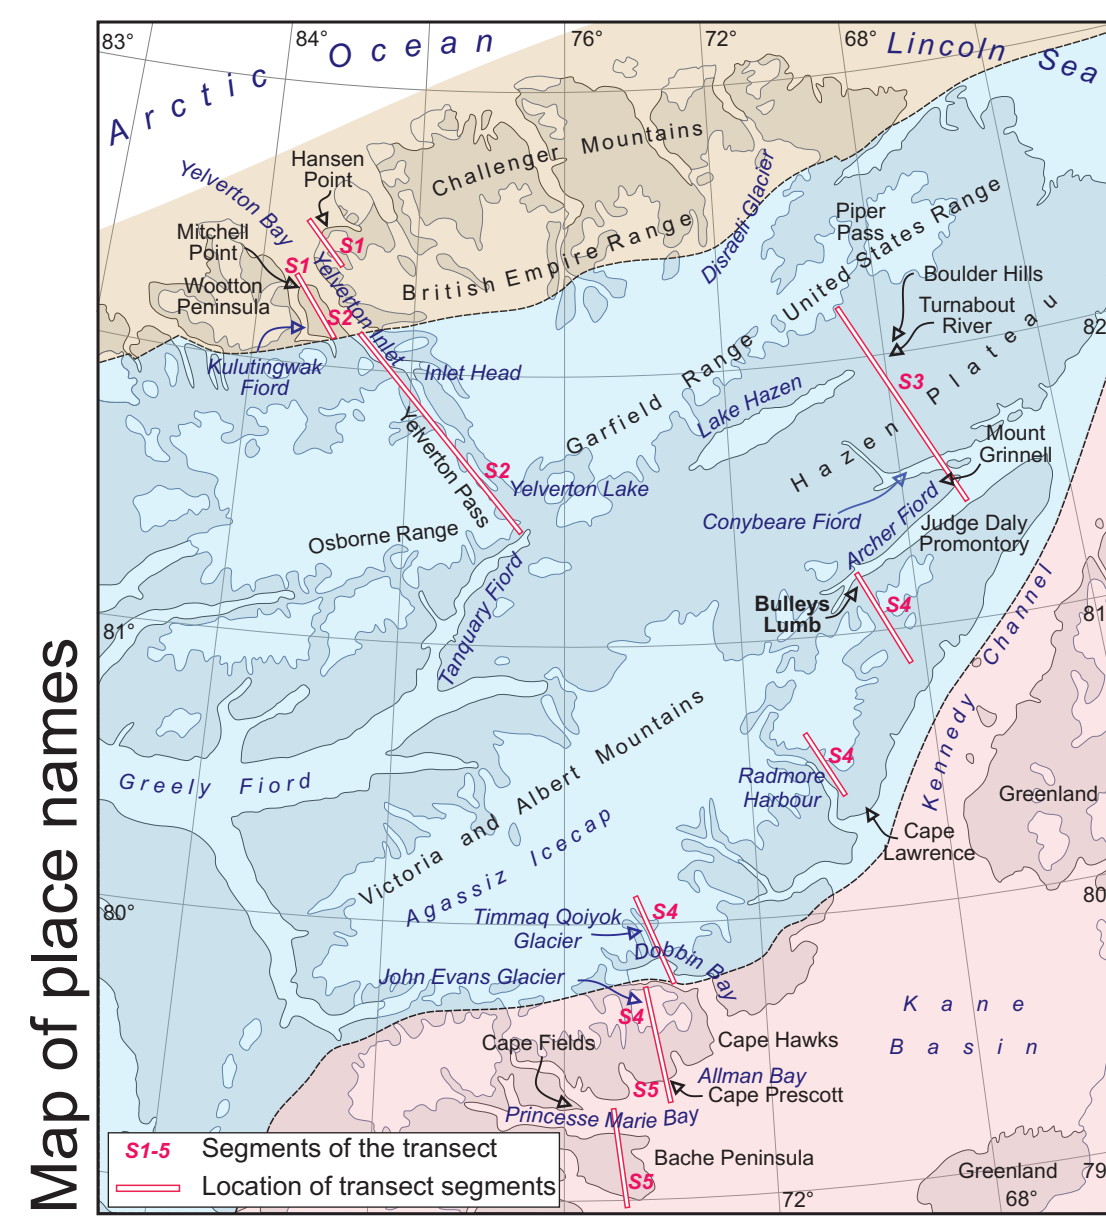 Map of place names
83°
84°
76°
72°
68°
Arctic Ocean
Lincoln Sea
Hansen
Point
Challenger Mountains
Yelverton Bay
Mitchell
Point
S1
S1
Wootton
Peninsula
S2
Yelverton Inlet
British Empire Range
Disraeli Glacier
Piper
Pass
United States Range
Boulder Hills
Turnabout
River
82
Kulutingwak
Fiord
Inlet Head
Garfield Range
Lake Hazen
S3
Hazen Plateau
Yelverton Pass
S2
Yelverton Lake
Mount
Grinnell
Conybeare Fiord
Archer Fiord
Judge Daly
Promontory
Osborne Range
Tanquary Fiord
Bulleys
Lumb
S4
81°
81
Kennedy Channel
Victoria and Albert Mountains
S4
Radmore
Harbour
Greely Fiord
Greenland
Cape
Lawrence
Agassiz Icecap
80°
80
Timmaq Qoiyok
Glacier
S4
Dobbin Bay
John Evans Glacier
S4
Kane
Basin
Cape Fields
Cape Hawks
Allman Bay
S5
Cape Prescott
Princesse Marie Bay
Bache Peninsula
S5
Greenland
79
72°
68°
S1-5 Segments of the transect
Location of transect segments